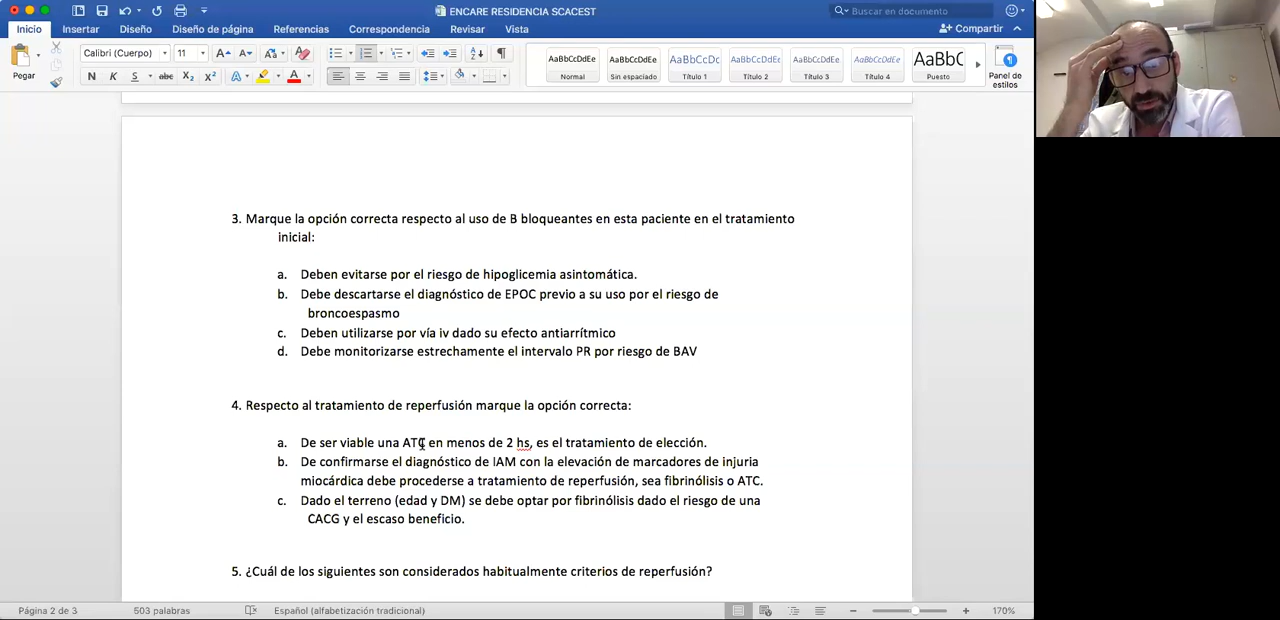 ENCARE RESIDENCIA SCACEST
Buscar en documento
Inicio Insertar Diseño Diseño de página Referencias Correspondencia Revisar Vista Compartir
Pegar
Calibri (Cuerpo) 11
N K S abc X2 X2 A A
AaBbCcDdEe AaBbCcDdEe AaBbCcDc AaBbCcDdEe AaBbCcDdEe AaBbCcDdEe AaBbC
Normal Sin espaciado Título 1 Título 2 Título 3 Título 4 Puesto
Panel de
estilos
3. Marque la opción correcta respecto al uso de B bloqueantes en esta paciente en el tratamiento
inicial:
a. Deben evitarse por el riesgo de hipoglicemia asintomática.
b. Debe descartarse el diagnóstico de EPOC previo a su uso por el riesgo de
broncoespasmo
c. Deben utilizarse por vía iv dado su efecto antiarrítmico
d. Debe monitorizarse estrechamente el intervalo PR por riesgo de BAV
4. Respecto al tratamiento de reperfusión marque la opción correcta:
a. De ser viable una ATC en menos de 2 hs, es el tratamiento de elección.
b. De confirmarse el diagnóstico de IAM con la elevación de marcadores de injuria
miocárdica debe procederse a tratamiento de reperfusión, sea fibrinólisis o ATC.
c. Dado el terreno (edad y DM) se debe optar por fibrinólisis dado el riesgo de una
CACG y el escaso beneficio.
5. ¿Cuál de los siguientes son considerados habitualmente criterios de reperfusión?
Página 2 de 3 503 palabras Español (alfabetización tradicional) 170%